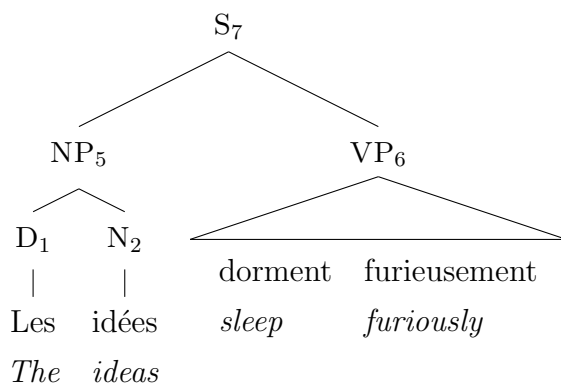 S₇
NP₅ VP₆
D₁ N₂
dorment furieusement
Les idées sleep furiously
The ideas